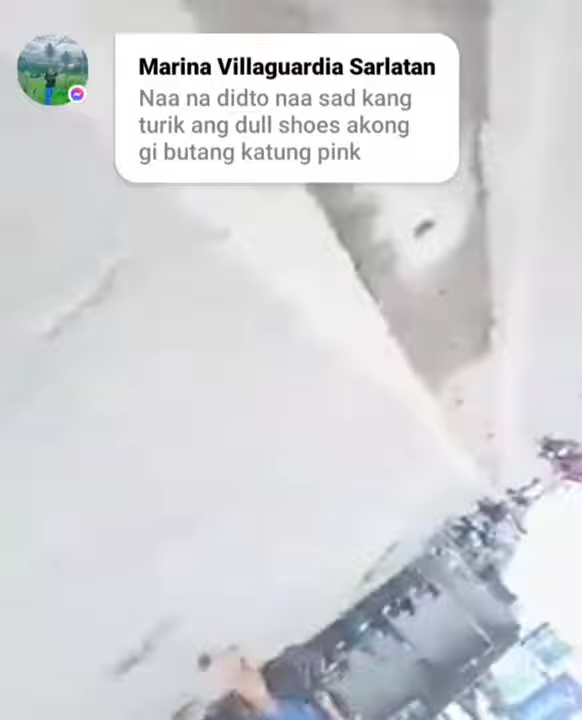 Marina Villaguardia Sarlatan
Naa na didto naa sad kang
turik ang dull shoes akong
gi butang katung pink